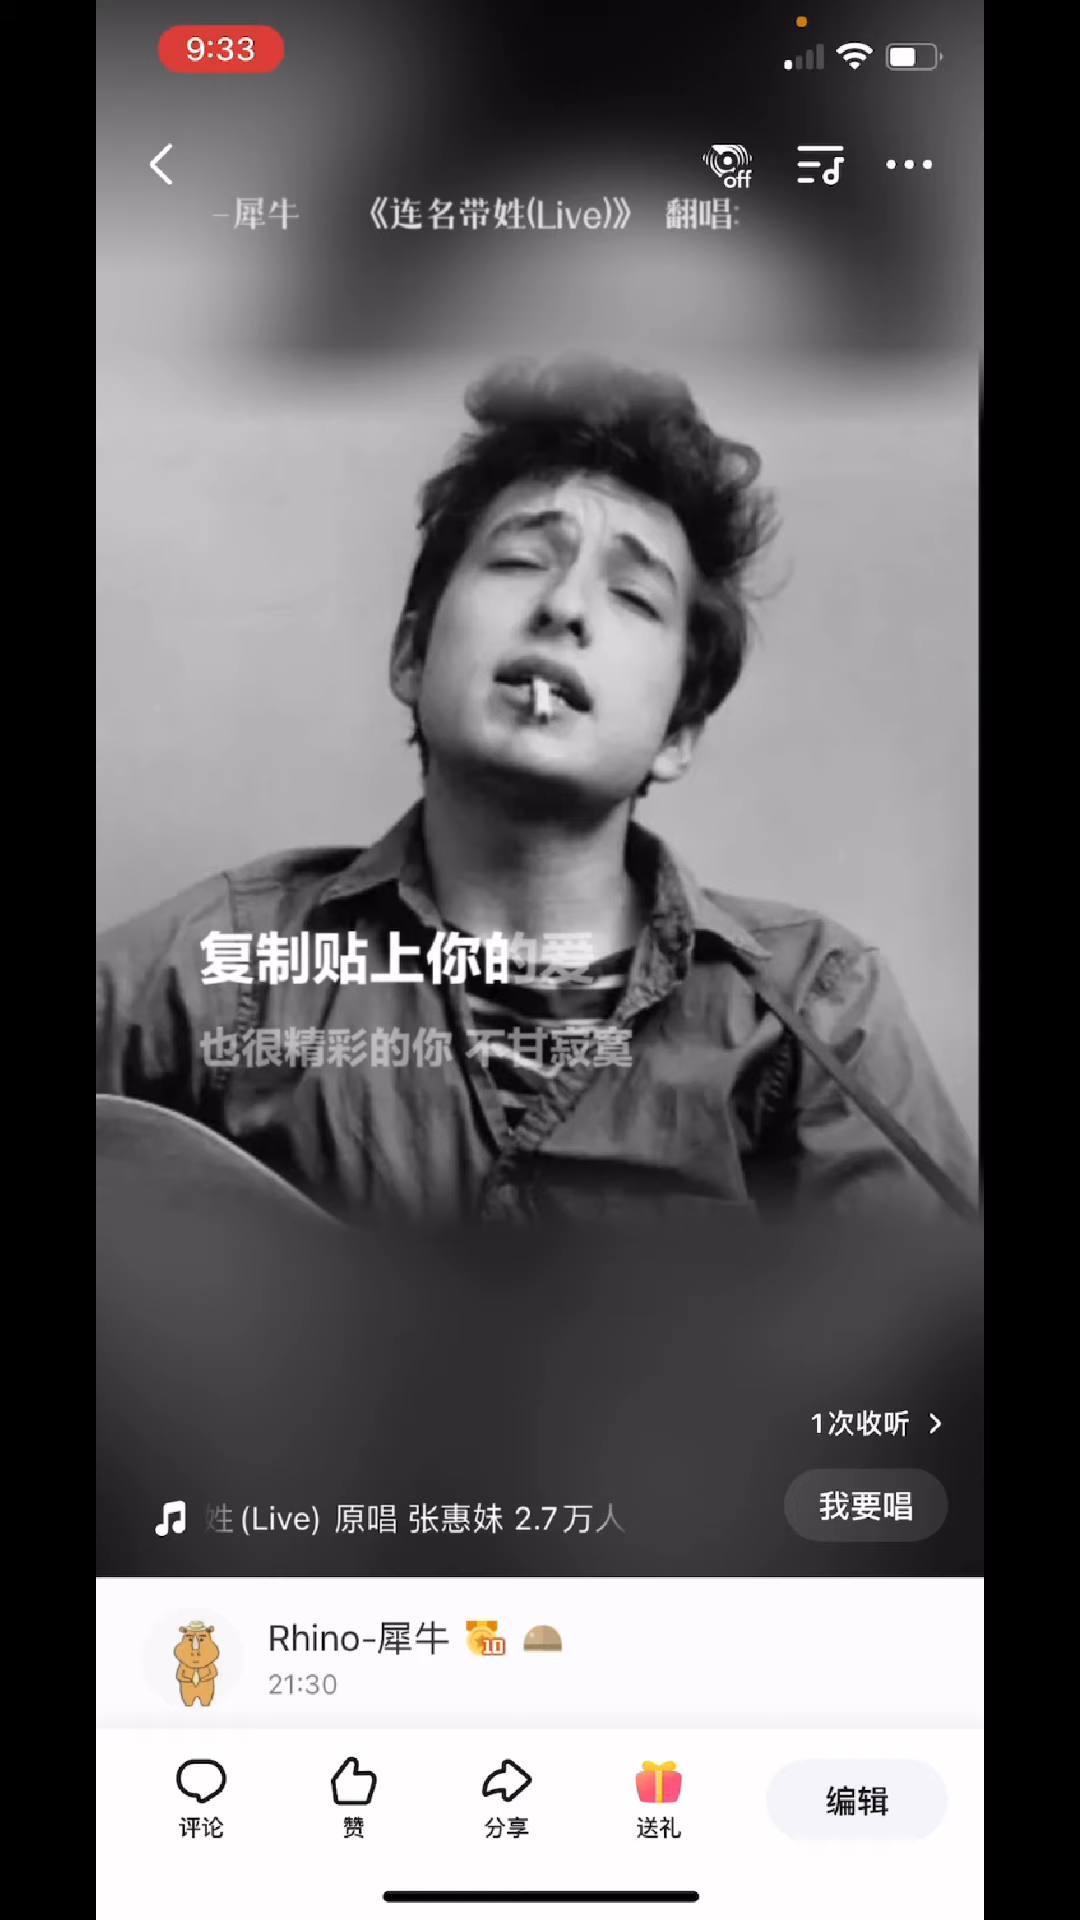 9:33
off
-犀牛 《连名带姓(Live)》 翻唱:
复制贴上你的爱
也很精彩的你 不甘寂寞
1次收听
姓 (Live) 原唱 张惠妹 2.7万人
我要唱
Rhino-犀牛
10
21:30
评论
赞
分享
送礼
编辑